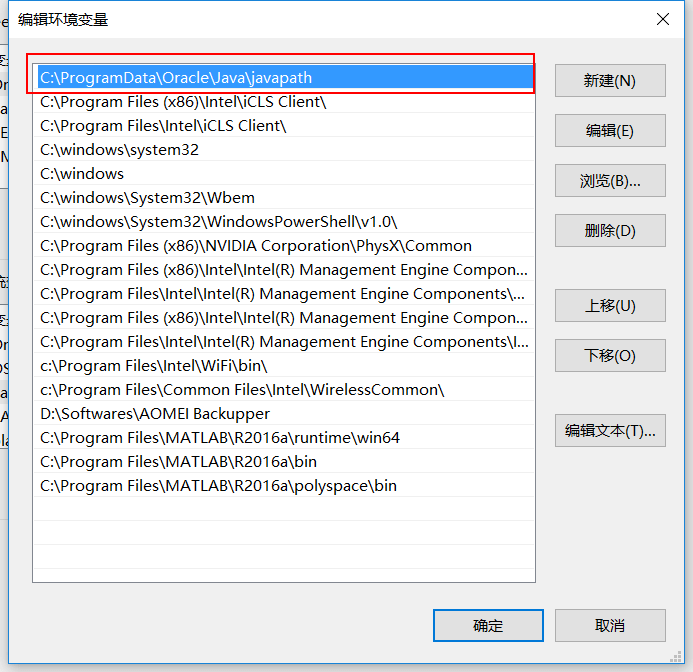 编辑环境变量
C:\ProgramData\Oracle\Java\javapath
C:\Program Files (x86)\Intel\iCLS Client\
C:\Program Files\Intel\iCLS Client\
C:\windows\system32
C:\windows
C:\windows\System32\Wbem
C:\windows\System32\WindowsPowerShell\v1.0\
C:\Program Files (x86)\NVIDIA Corporation\PhysX\Common
C:\Program Files (x86)\Intel\Intel(R) Management Engine Compon...
C:\Program Files\Intel\Intel(R) Management Engine Components\...
C:\Program Files (x86)\Intel\Intel(R) Management Engine Compon...
C:\Program Files\Intel\Intel(R) Management Engine Components\I...
c:\Program Files\Intel\WiFi\bin\
c:\Program Files\Common Files\Intel\WirelessCommon\
D:\Softwares\AOMEI Backupper
C:\Program Files\MATLAB\R2016a\runtime\win64
C:\Program Files\MATLAB\R2016a\bin
C:\Program Files\MATLAB\R2016a\polyspace\bin
新建(N)
编辑(E)
浏览(B)...
删除(D)
上移(U)
下移(O)
编辑文本(T)...
确定
取消